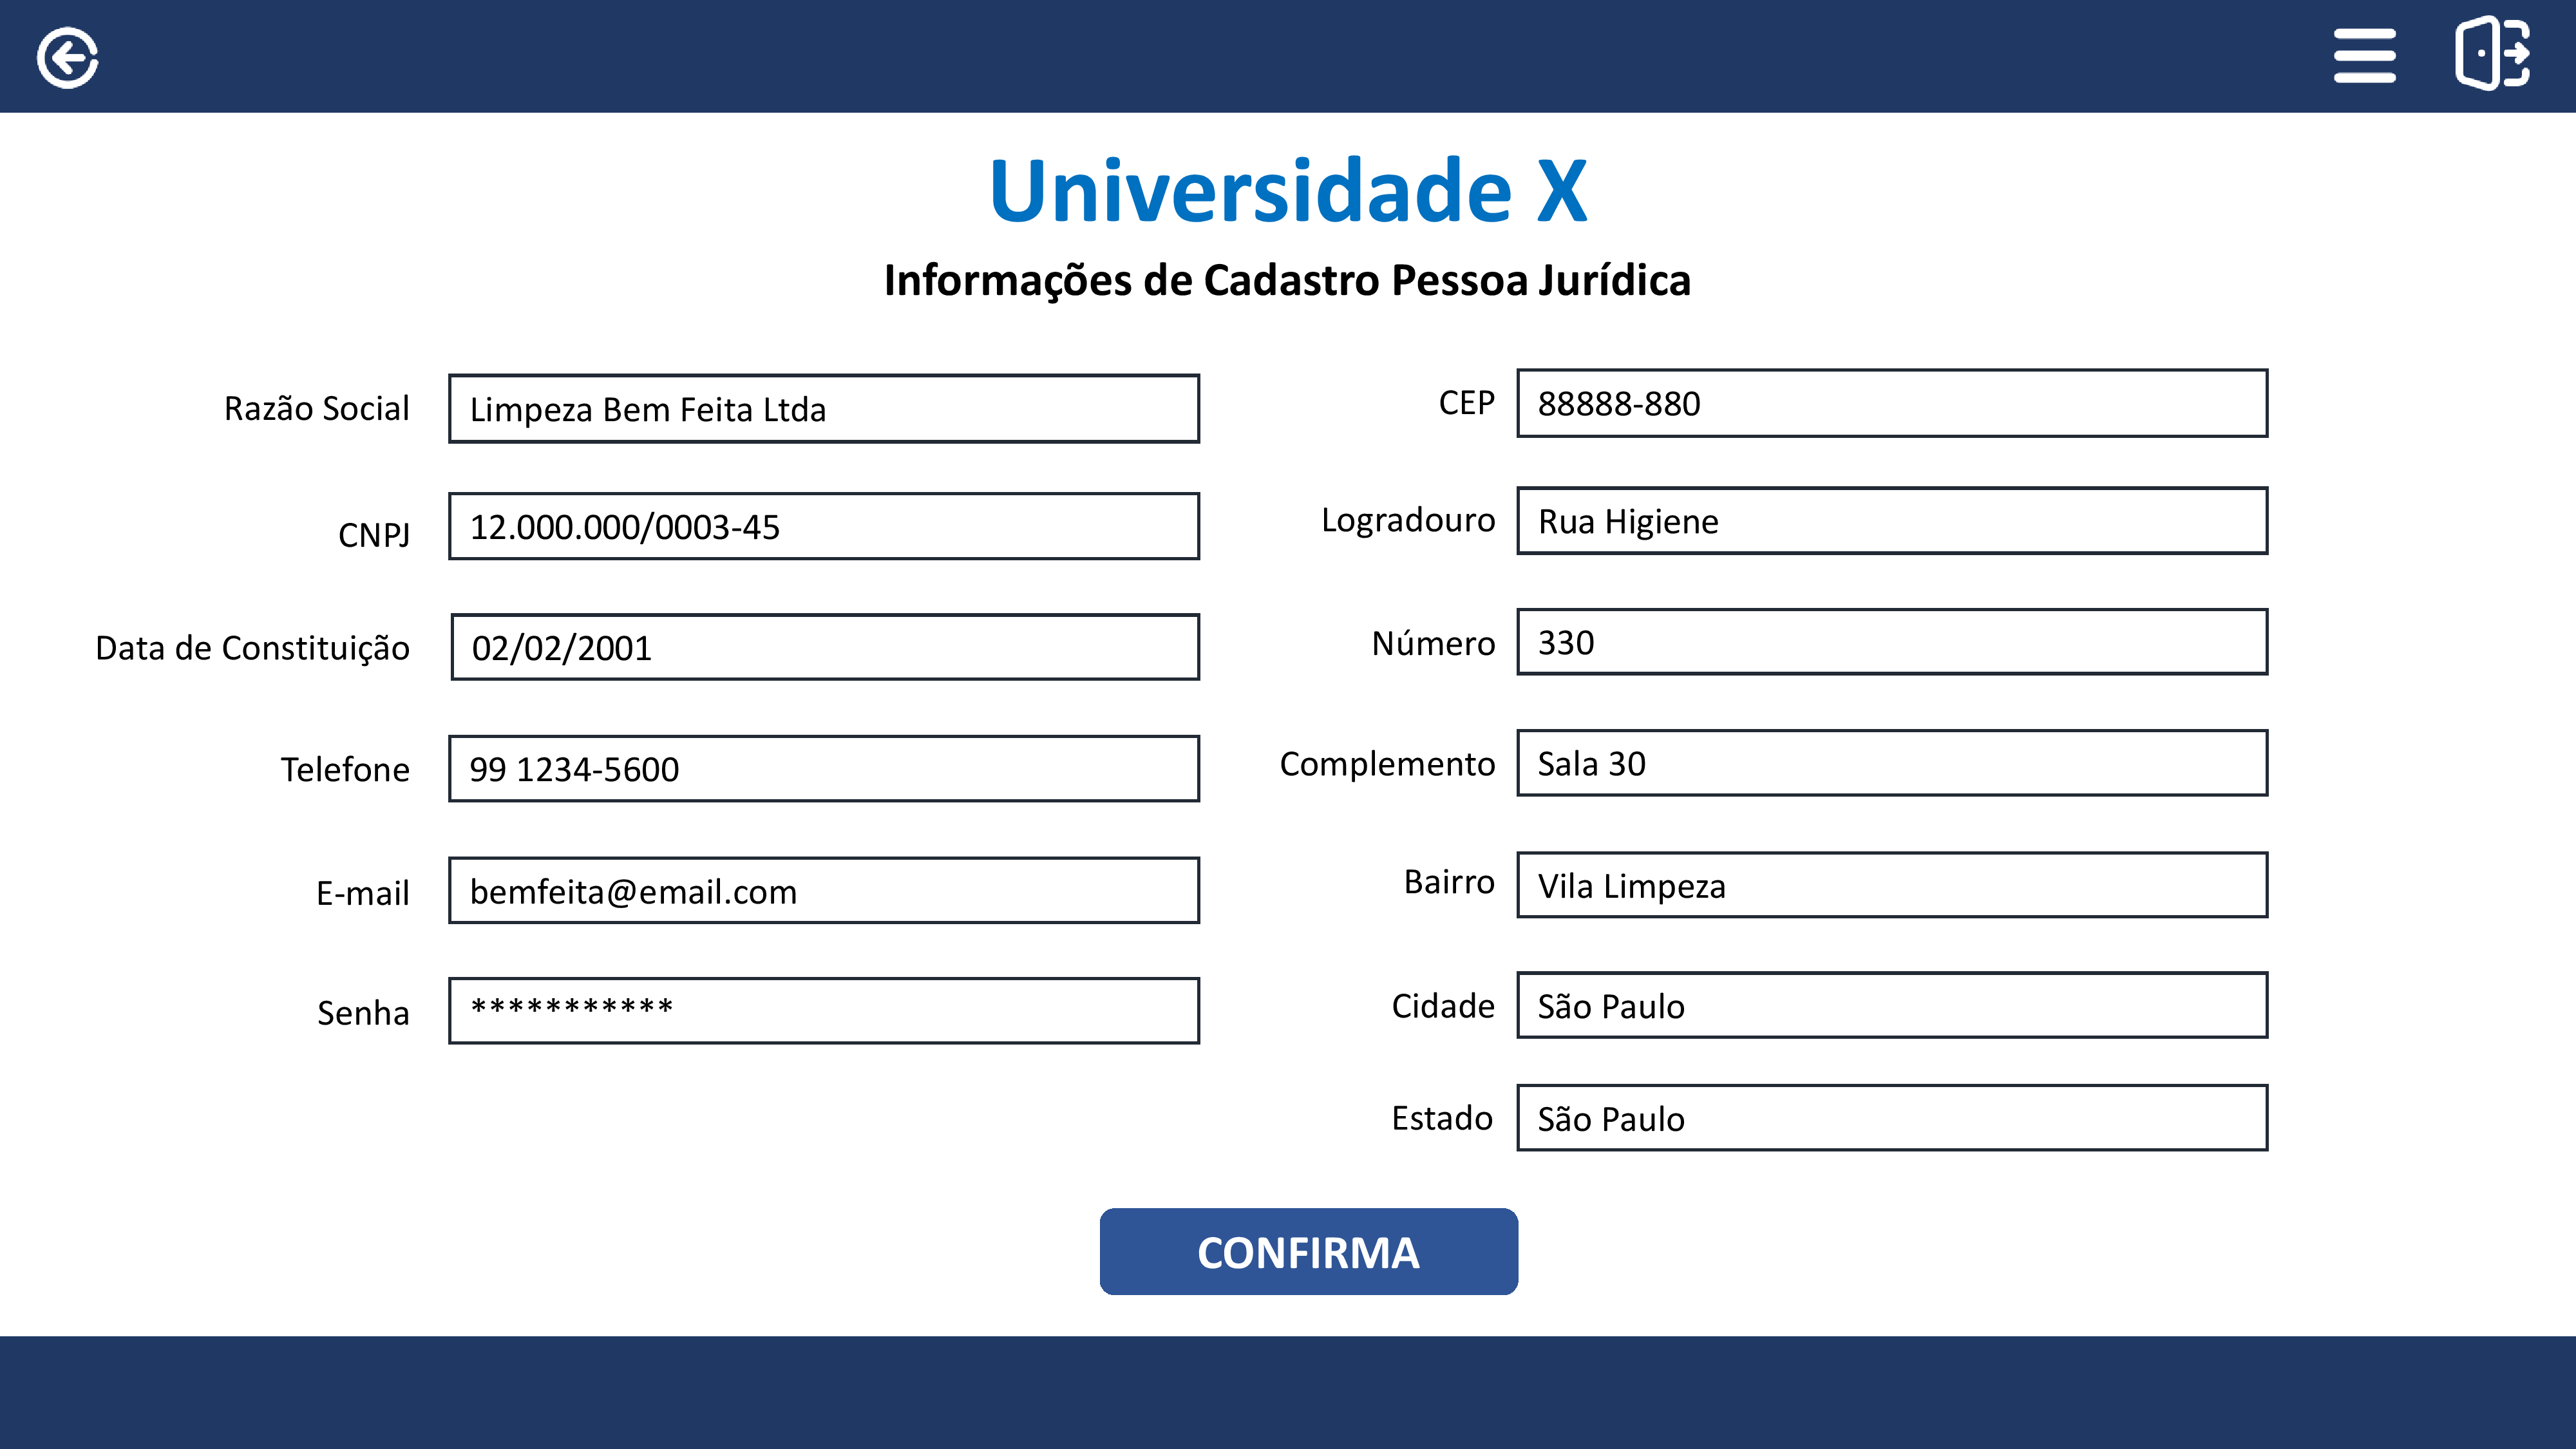 Universidade X
Informações de Cadastro Pessoa Jurídica
Razão Social Limpeza Bem Feita Ltda
CNPJ 12.000.000/0003-45
Data de Constituição 02/02/2001
Telefone 99 1234-5600
E-mail bemfeita@email.com
Senha ***********
CEP 88888-880
Logradouro Rua Higiene
Número 330
Complemento Sala 30
Bairro Vila Limpeza
Cidade São Paulo
Estado São Paulo
CONFIRMA